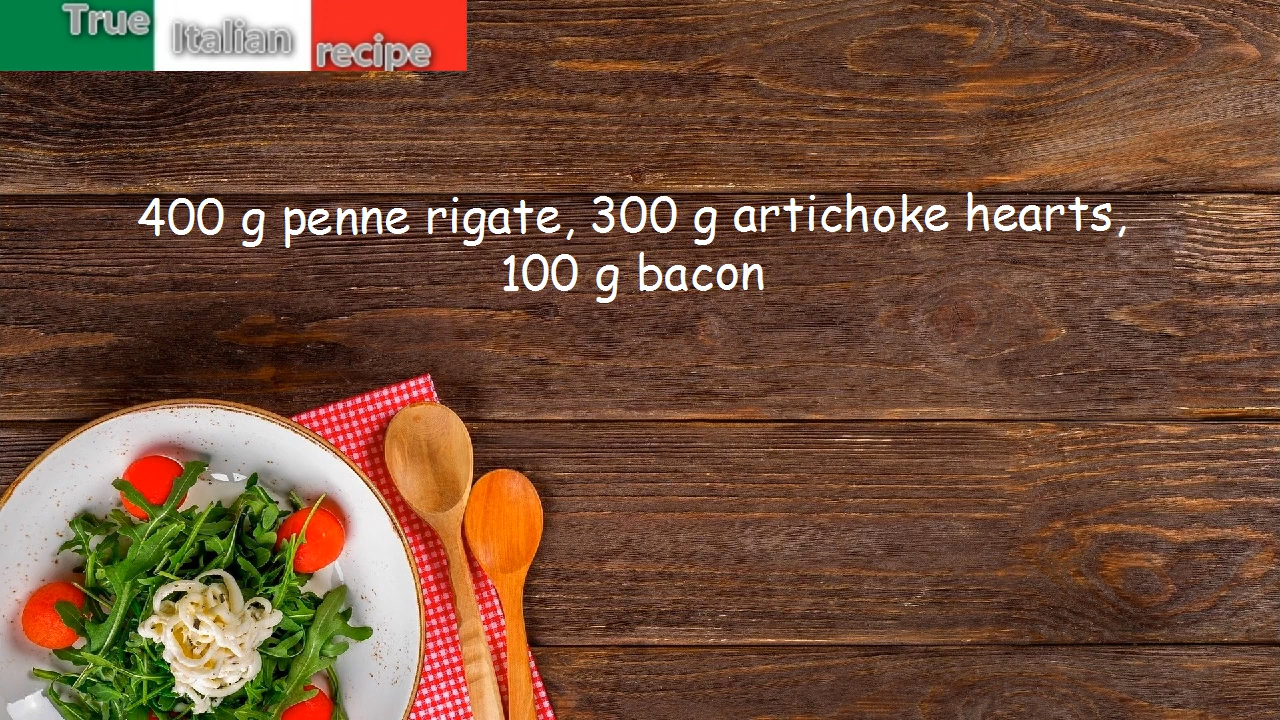 True Italian recipe
400 g penne rigate, 300 g artichoke hearts,
100 g bacon